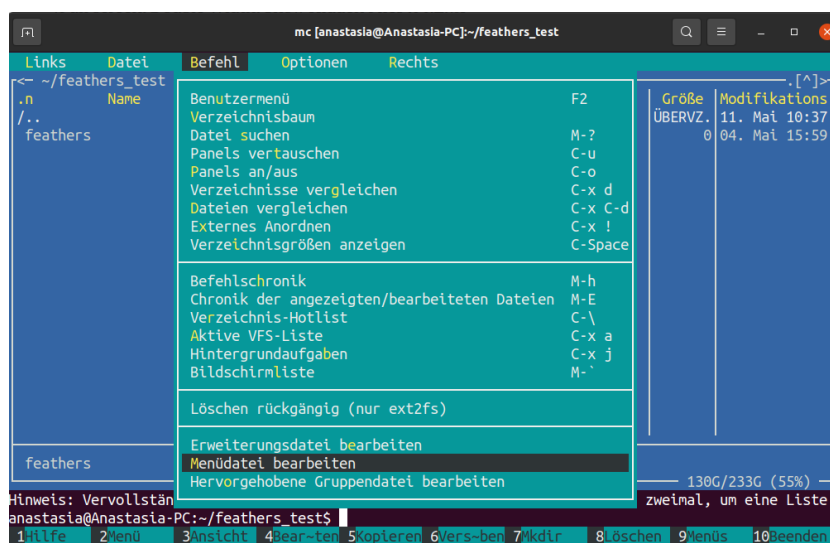 mc [anastasia@Anastasia-PC]:~/feathers_test
Links Datei Befehl Optionen Rechts
<- ~/feathers_test .[^]>
.n Name Größe Modifikations
/.. ÜBERVZ. 11. Mai 10:37
feathers 0 04. Mai 15:59
Benutzermenü F2
Verzeichnisbaum
Datei suchen M-?
Panels vertauschen C-u
Panels an/aus C-o
Verzeichnisse vergleichen C-x d
Dateien vergleichen C-x C-d
Externes Anordnen C-x !
Verzeichnisgrößen anzeigen C-Space
Befehlschronik M-h
Chronik der angezeigten/bearbeiteten Dateien M-E
Verzeichnis-Hotlist C-\
Aktive VFS-Liste C-x a
Hintergrundaufgaben C-x j
Bildschirmliste M-`
Löschen rückgängig (nur ext2fs)
Erweiterungsdatei bearbeiten
Menüdatei bearbeiten
Hervorgehobene Gruppendatei bearbeiten
feathers
130G/233G (55%)
Hinweis: Vervollstän zweimal, um eine Liste
anastasia@Anastasia-PC:~/feathers_test$
1Hilfe 2Menü 3Ansicht 4Bear~ten 5Kopieren 6Vers~ben 7Mkdir 8Löschen 9Menüs 10Beenden